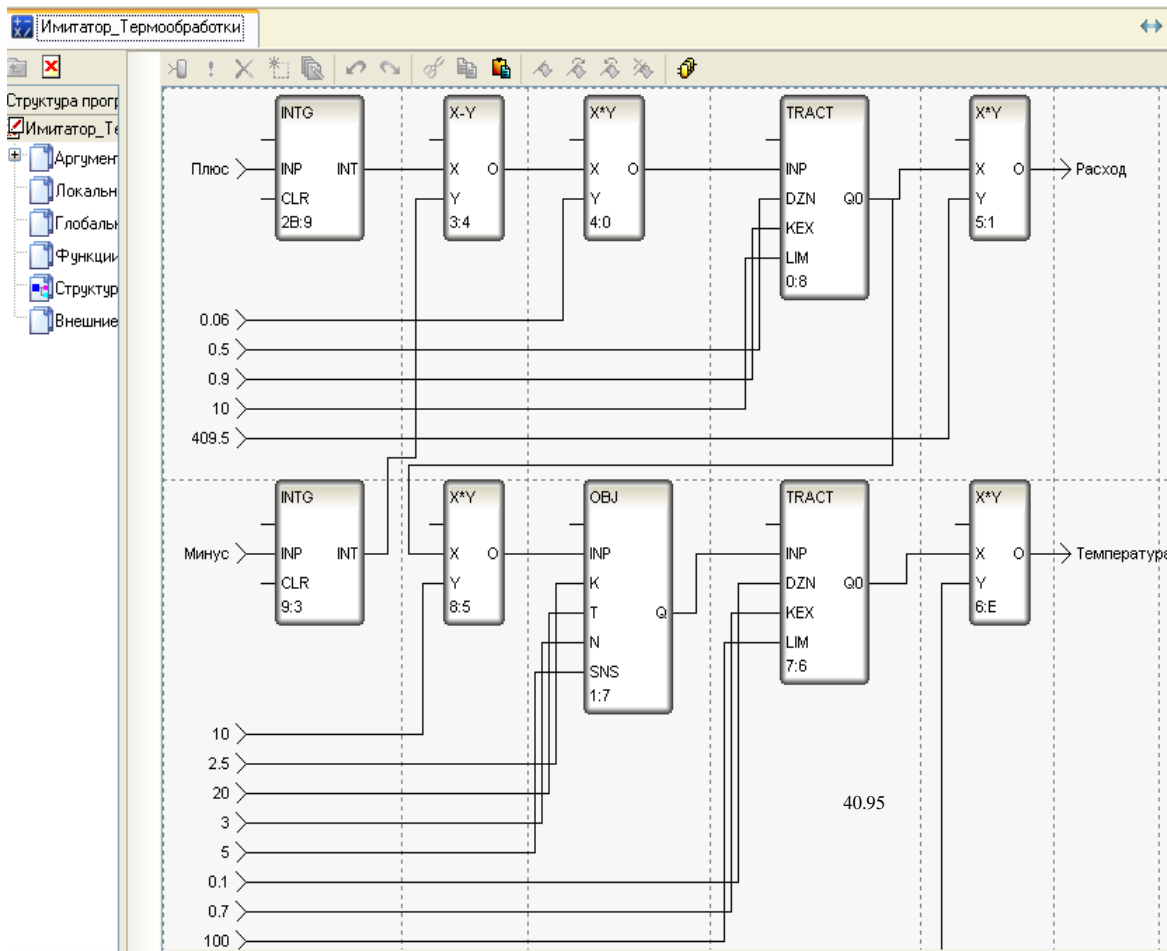 Имитатор_Термообработки
Структура прогр
Имитатор_Те
Аргумен
Локальн
Глобаль
Функции
Структур
Внешние
INTG X-Y X*Y TRACT X*Y
Плюс INP INT X O X O INP X O Расход
CLR Y Y DZN Q0 Y
2B:9 3:4 4:0 KEX 5:1
LIM
0:8
0.06
0.5
0.9
10
409.5
INTG X*Y OBJ TRACT X*Y
Минус INP INT X O INP INP X O Температура
CLR Y K DZN Q0 Y
9:3 8:5 T Q KEX 6:E
N LIM
SNS 7:6
1:7
10
2.5
20
40.95
3
5
0.1
0.7
100